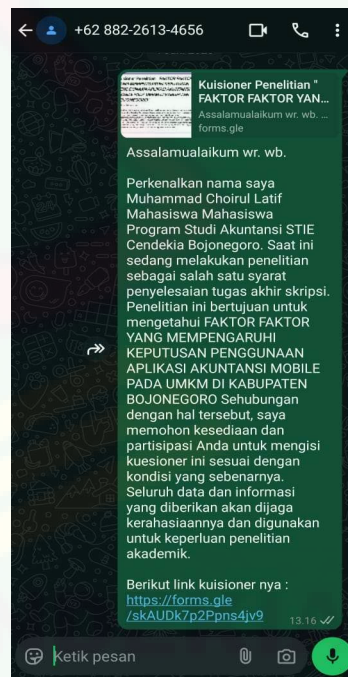 +62 882-2613-4656
Kuisioner Penelitian "
FAKTOR FAKTOR YAN...
Assalamualaikum wr. wb. ...
forms.gle
Assalamualaikum wr. wb.
Perkenalkan nama saya
Muhammad Choirul Latif
Mahasiswa Mahasiswa
Program Studi Akuntansi STIE
Cendekia Bojonegoro. Saat ini
sedang melakukan penelitian
sebagai salah satu syarat
penyelesaian tugas akhir skripsi.
Penelitian ini bertujuan untuk
mengetahui FAKTOR FAKTOR
YANG MEMPENGARUHI
KEPUTUSAN PENGGUNAAN
APLIKASI AKUNTANSI MOBILE
PADA UMKM DI KABUPATEN
BOJONEGORO Sehubungan
dengan hal tersebut, saya
memohon kesediaan dan
partisipasi Anda untuk mengisi
kuesioner ini sesuai dengan
kondisi yang sebenarnya.
Seluruh data dan informasi
yang diberikan akan dijaga
kerahasiaannya dan digunakan
untuk keperluan penelitian
akademik.
Berikut link kuisioner nya :
https://forms.gle
/skAUDk7p2Ppns4jv9
13.16
Ketik pesan